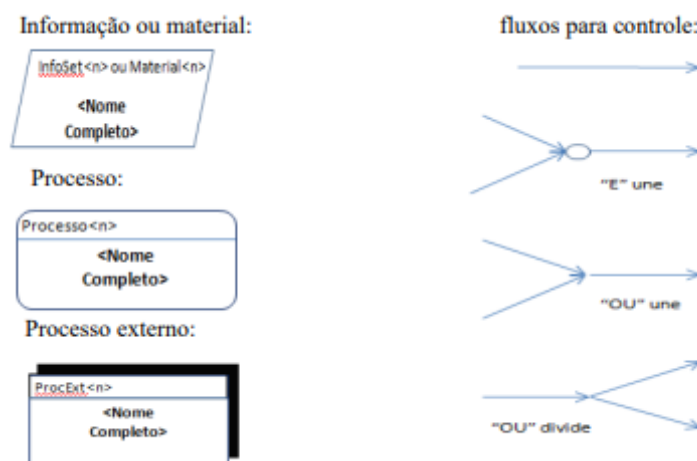 Informação ou material:
InfoSet<n> ou Material<n>
<Nome
Completo>
Processo:
Processo<n>
<Nome
Completo>
Processo externo:
ProcExt<n>
<Nome
Completo>
fluxos para controle:
"E" une
"OU" une
"OU" divide